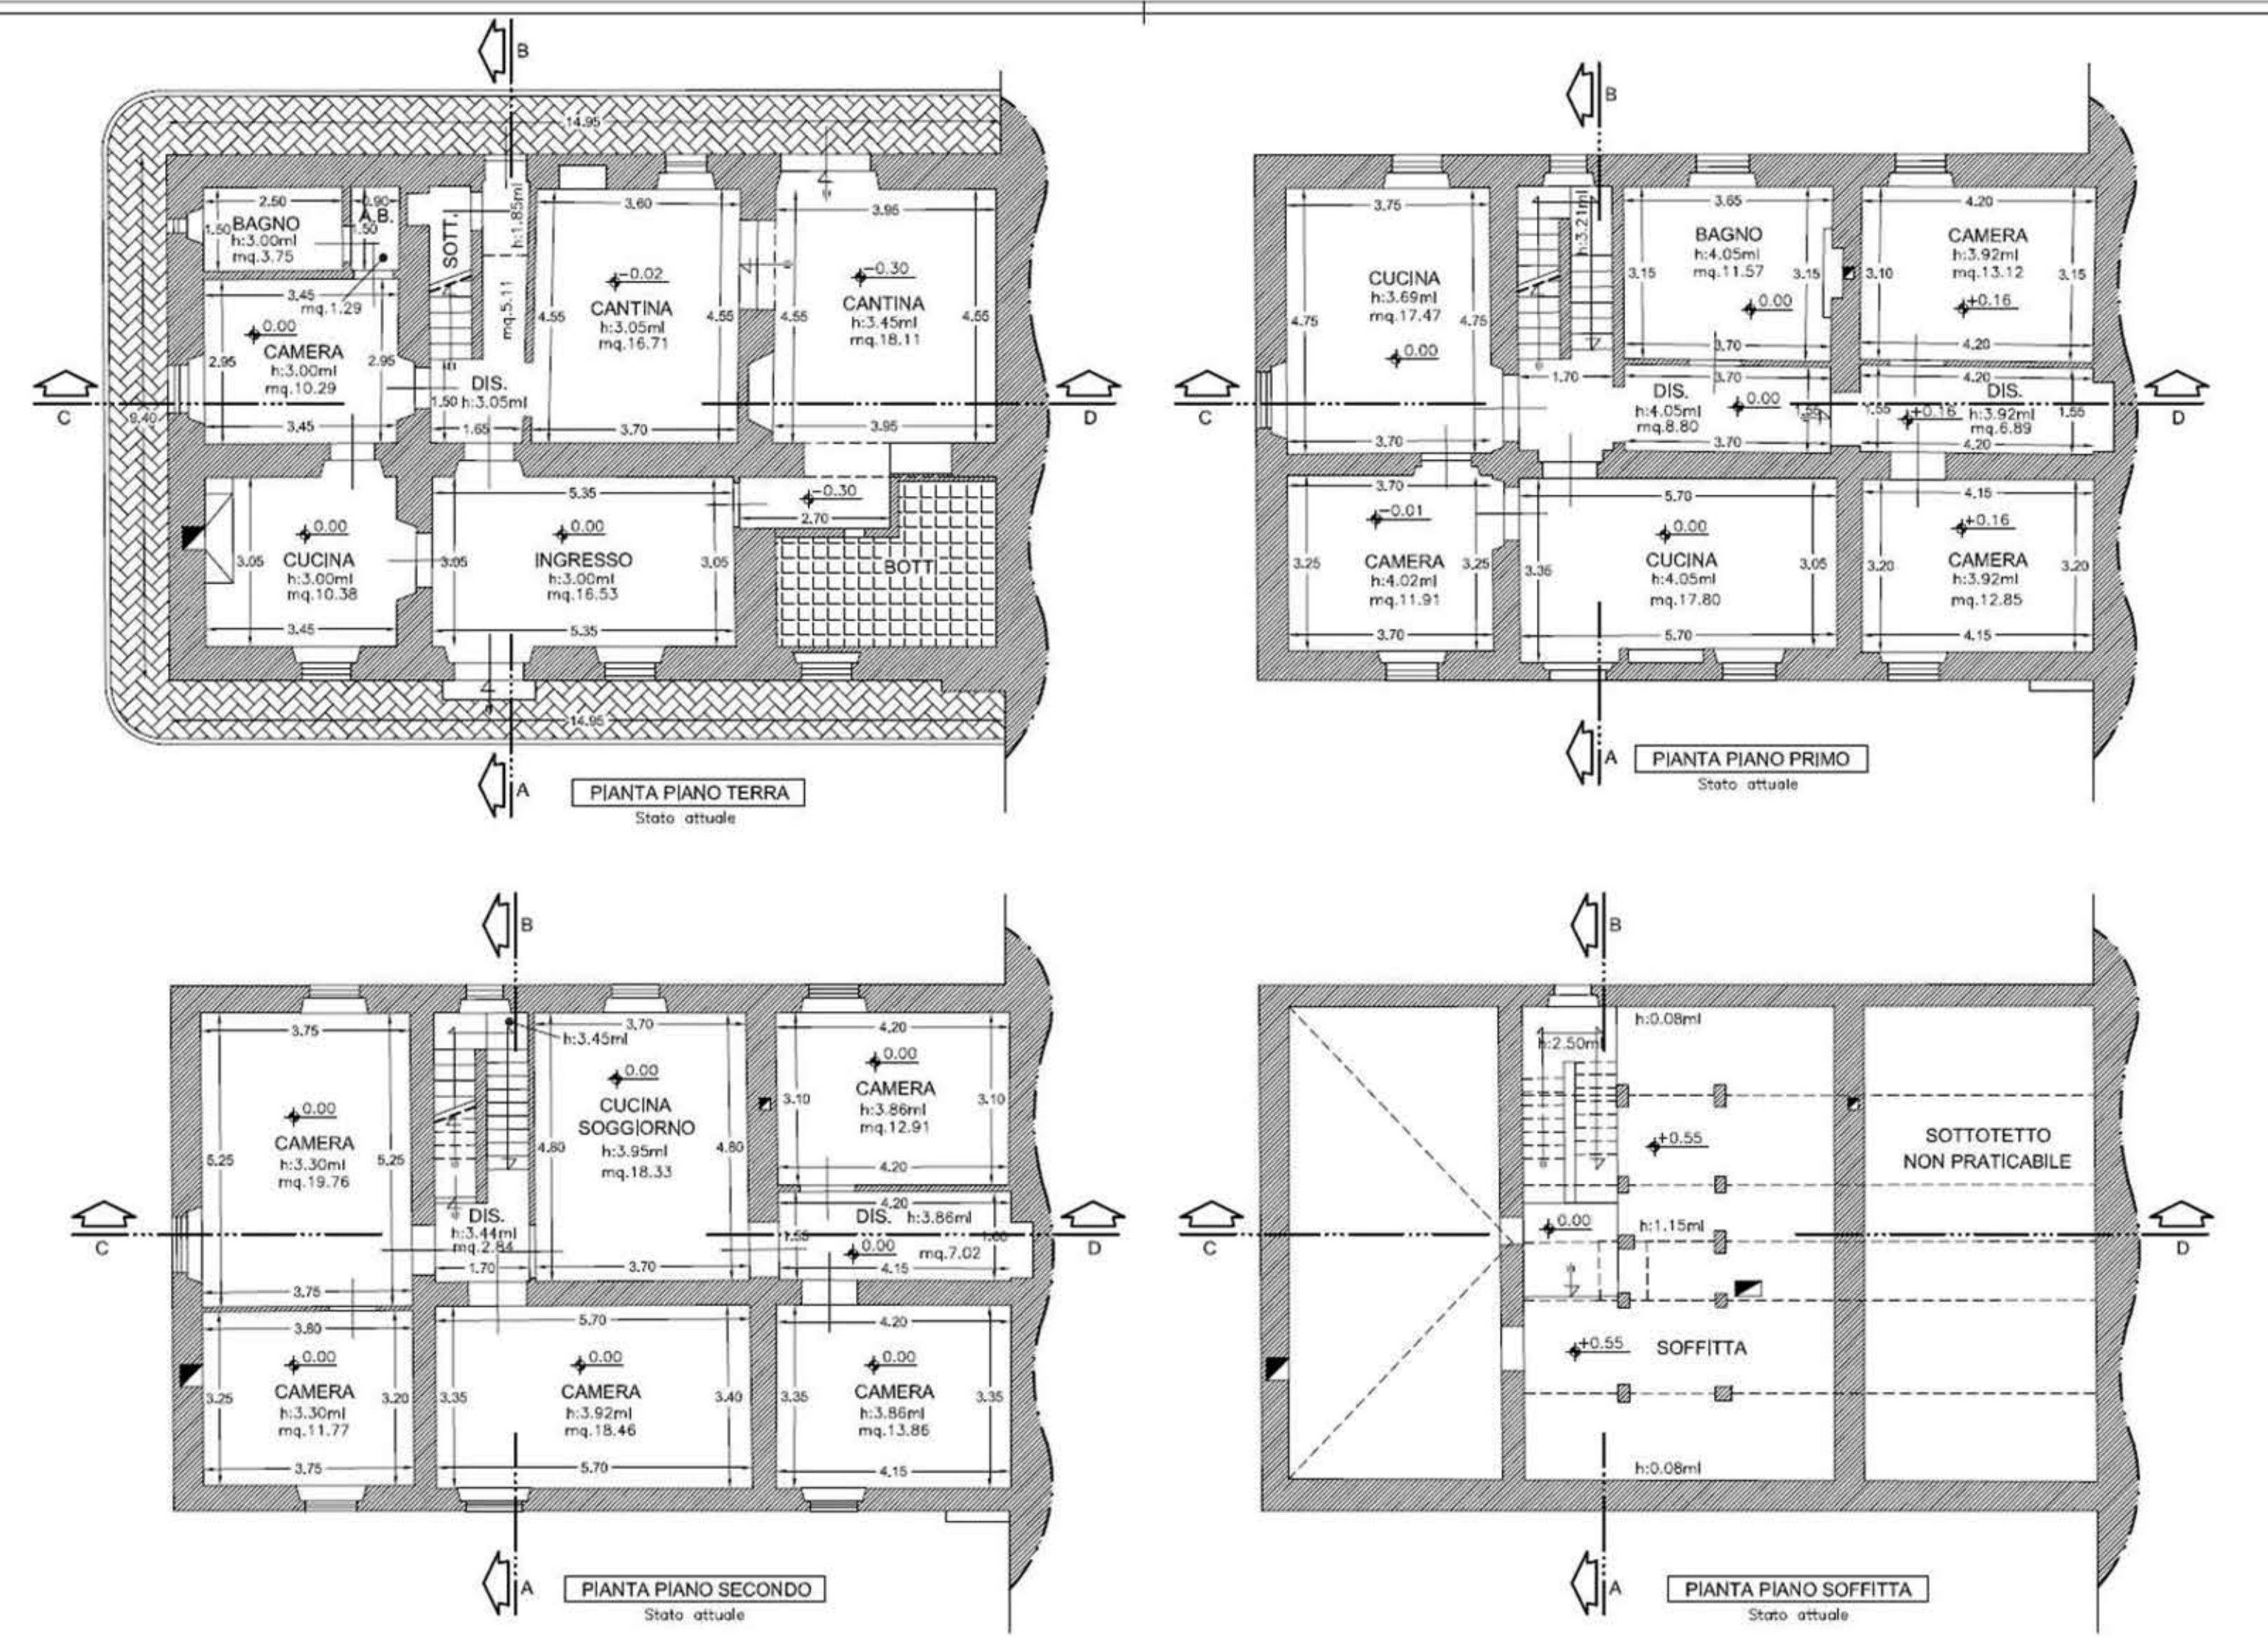 B
14.95
2.50
0.90
A.B.
1.50
BAGNO
1.50
h:3.00ml
mq.3.75
SOTT.
h:1.85ml
3.60
3.95
-0.02
-0.30
3.45
mq.1.29
mq.5.11
0.00
CAMERA
h:3.00ml
mq.10.29
2.95
2.95
4.55
CANTINA
h:3.05ml
mq.16.71
4.55
4.55
CANTINA
h:3.45ml
mq.18.11
4.55
DIS.
1.50
h:3.05ml
C
9.40
D
3.45
1.65
3.70
3.95
5.35
-0.30
2.70
0.00
0.00
3.05
CUCINA
h:3.00ml
mq.10.38
3.05
INGRESSO
h:3.00ml
mq.16.53
3.05
BOTTI
3.45
5.35
14.95
A
PIANTA PIANO TERRA
Stato attuale
B
3.75
h:3.21ml
3.65
4.20
CUCINA
h:3.69ml
mq.17.47
0.00
4.75
4.75
BAGNO
h:4.05ml
mq.11.57
3.15
3.15
0.00
CAMERA
h:3.92ml
mq.13.12
3.10
3.15
+0.16
3.70
4.20
1.70
3.70
4.20
DIS.
h:4.05ml
mq.8.80
0.00
1.55
1.55
+0.16
DIS.
h:3.92ml
mq.6.89
1.55
C
D
3.70
3.70
4.20
3.70
5.70
4.15
-0.01
0.00
+0.16
3.25
CAMERA
h:4.02ml
mq.11.91
3.25
3.35
CUCINA
h:4.05ml
mq.17.80
3.05
3.20
CAMERA
h:3.92ml
mq.12.85
3.20
3.70
5.70
4.15
A
PIANTA PIANO PRIMO
Stato attuale
B
3.75
h:3.45ml
3.70
4.20
0.00
0.00
0.00
5.25
CAMERA
h:3.30ml
mq.19.76
5.25
4.80
CUCINA
SOGGIORNO
h:3.95ml
mq.18.33
4.80
3.10
CAMERA
h:3.86ml
mq.12.91
3.10
4.20
4.20
DIS.
h:3.44ml
mq.2.84
DIS. h:3.86ml
1.55
0.00
mq.7.02
1.60
C
D
3.75
1.70
3.70
4.15
3.80
5.70
4.20
0.00
0.00
0.00
3.25
CAMERA
h:3.30ml
mq.11.77
3.20
3.35
CAMERA
h:3.92ml
mq.18.46
3.40
3.35
CAMERA
h:3.86ml
mq.13.86
3.35
3.75
5.70
4.15
A
PIANTA PIANO SECONDO
Stato attuale
B
h:0.08ml
h:2.50ml
+0.55
SOTTOTETTO
NON PRATICABILE
0.00
h:1.15ml
C
D
+0.55
SOFFITTA
h:0.08ml
A
PIANTA PIANO SOFFITTA
Stato attuale